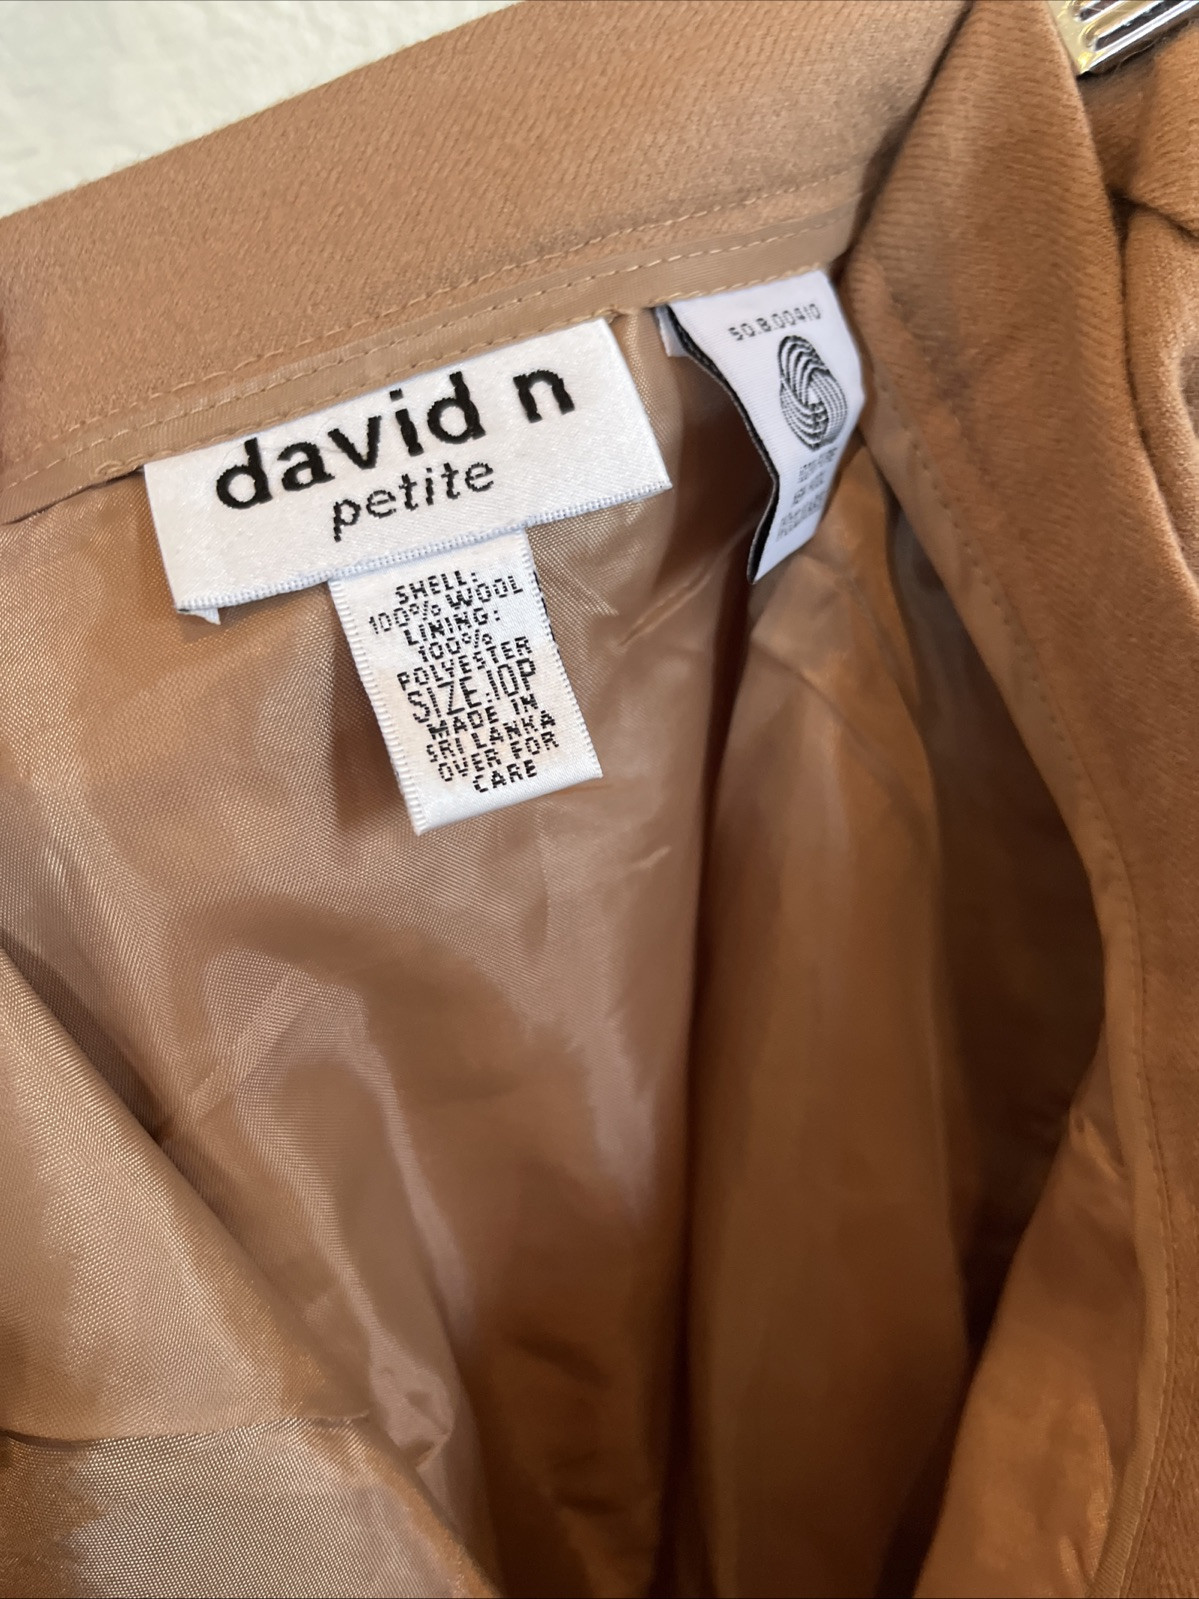 david n
petite
SHELL:
100% WOOL
LINING:
100%
POLYESTER
SIZE:10P
MADE IN
SRI LANKA
OVER FOR
CARE
50.B.00410